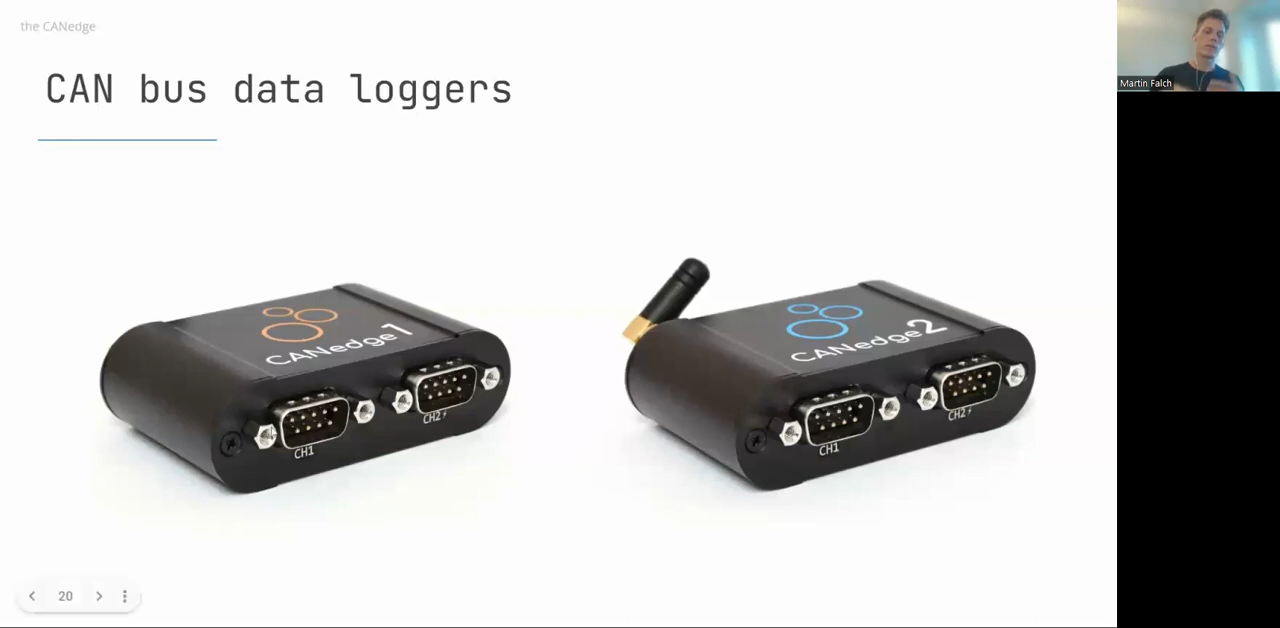 the CANedge
CAN bus data loggers
CANedge1
CH1
CH2
CANedge2
CH1
CH2
20
Martin Falch